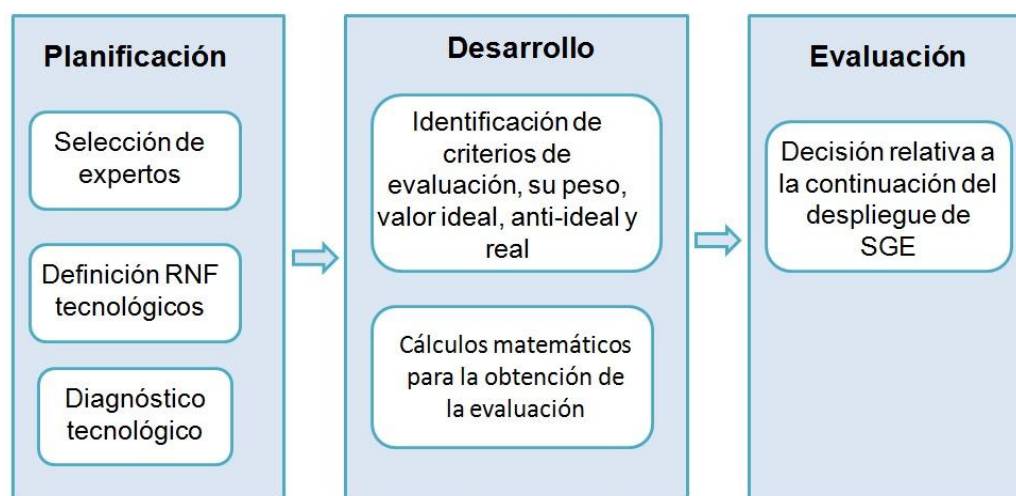 Planificación
Selección de
expertos
Definición RNF
tecnológicos
Diagnóstico
tecnológico
Desarrollo
Identificación de
criterios de
evaluación, su peso,
valor ideal, anti-ideal y
real
Cálculos matemáticos
para la obtención de
la evaluación
Evaluación
Decisión relativa a
la continuación del
despliegue de
SGE